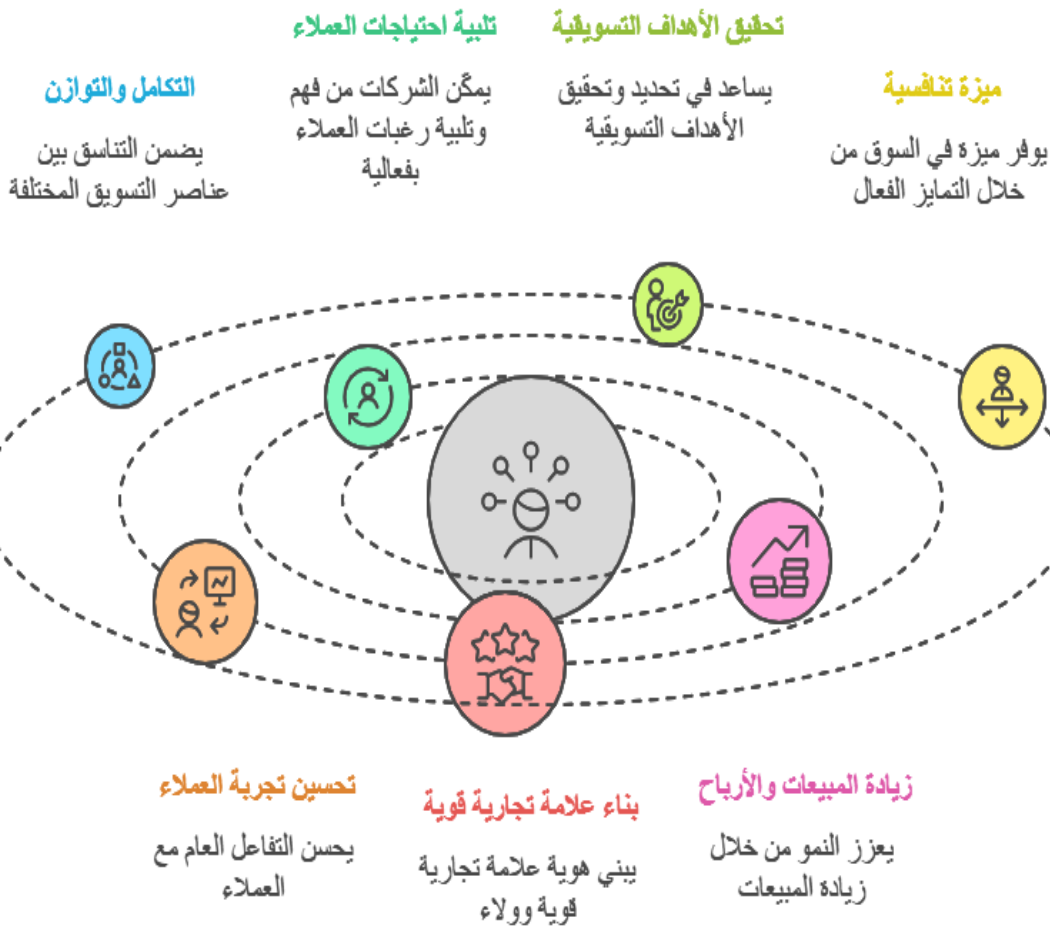 ميزة تنافسية
يوفر ميزة في السوق من
خلال التمايز الفعال
تحقيق الأهداف التسويقية
يساعد في تحديد وتحقيق
الأهداف التسويقية
تلبية احتياجات العملاء
يمكّن الشركات من فهم
وتلبية رغبات العملاء
بفعالية
التكامل والتوازن
يضمن التناسق بين
عناصر التسويق المختلفة
زيادة المبيعات والأرباح
يعزز النمو من خلال
زيادة المبيعات
بناء علامة تجارية قوية
يبني هوية علامة تجارية
قوية وولاء
تحسين تجربة العملاء
يحسن التفاعل العام مع
العملاء